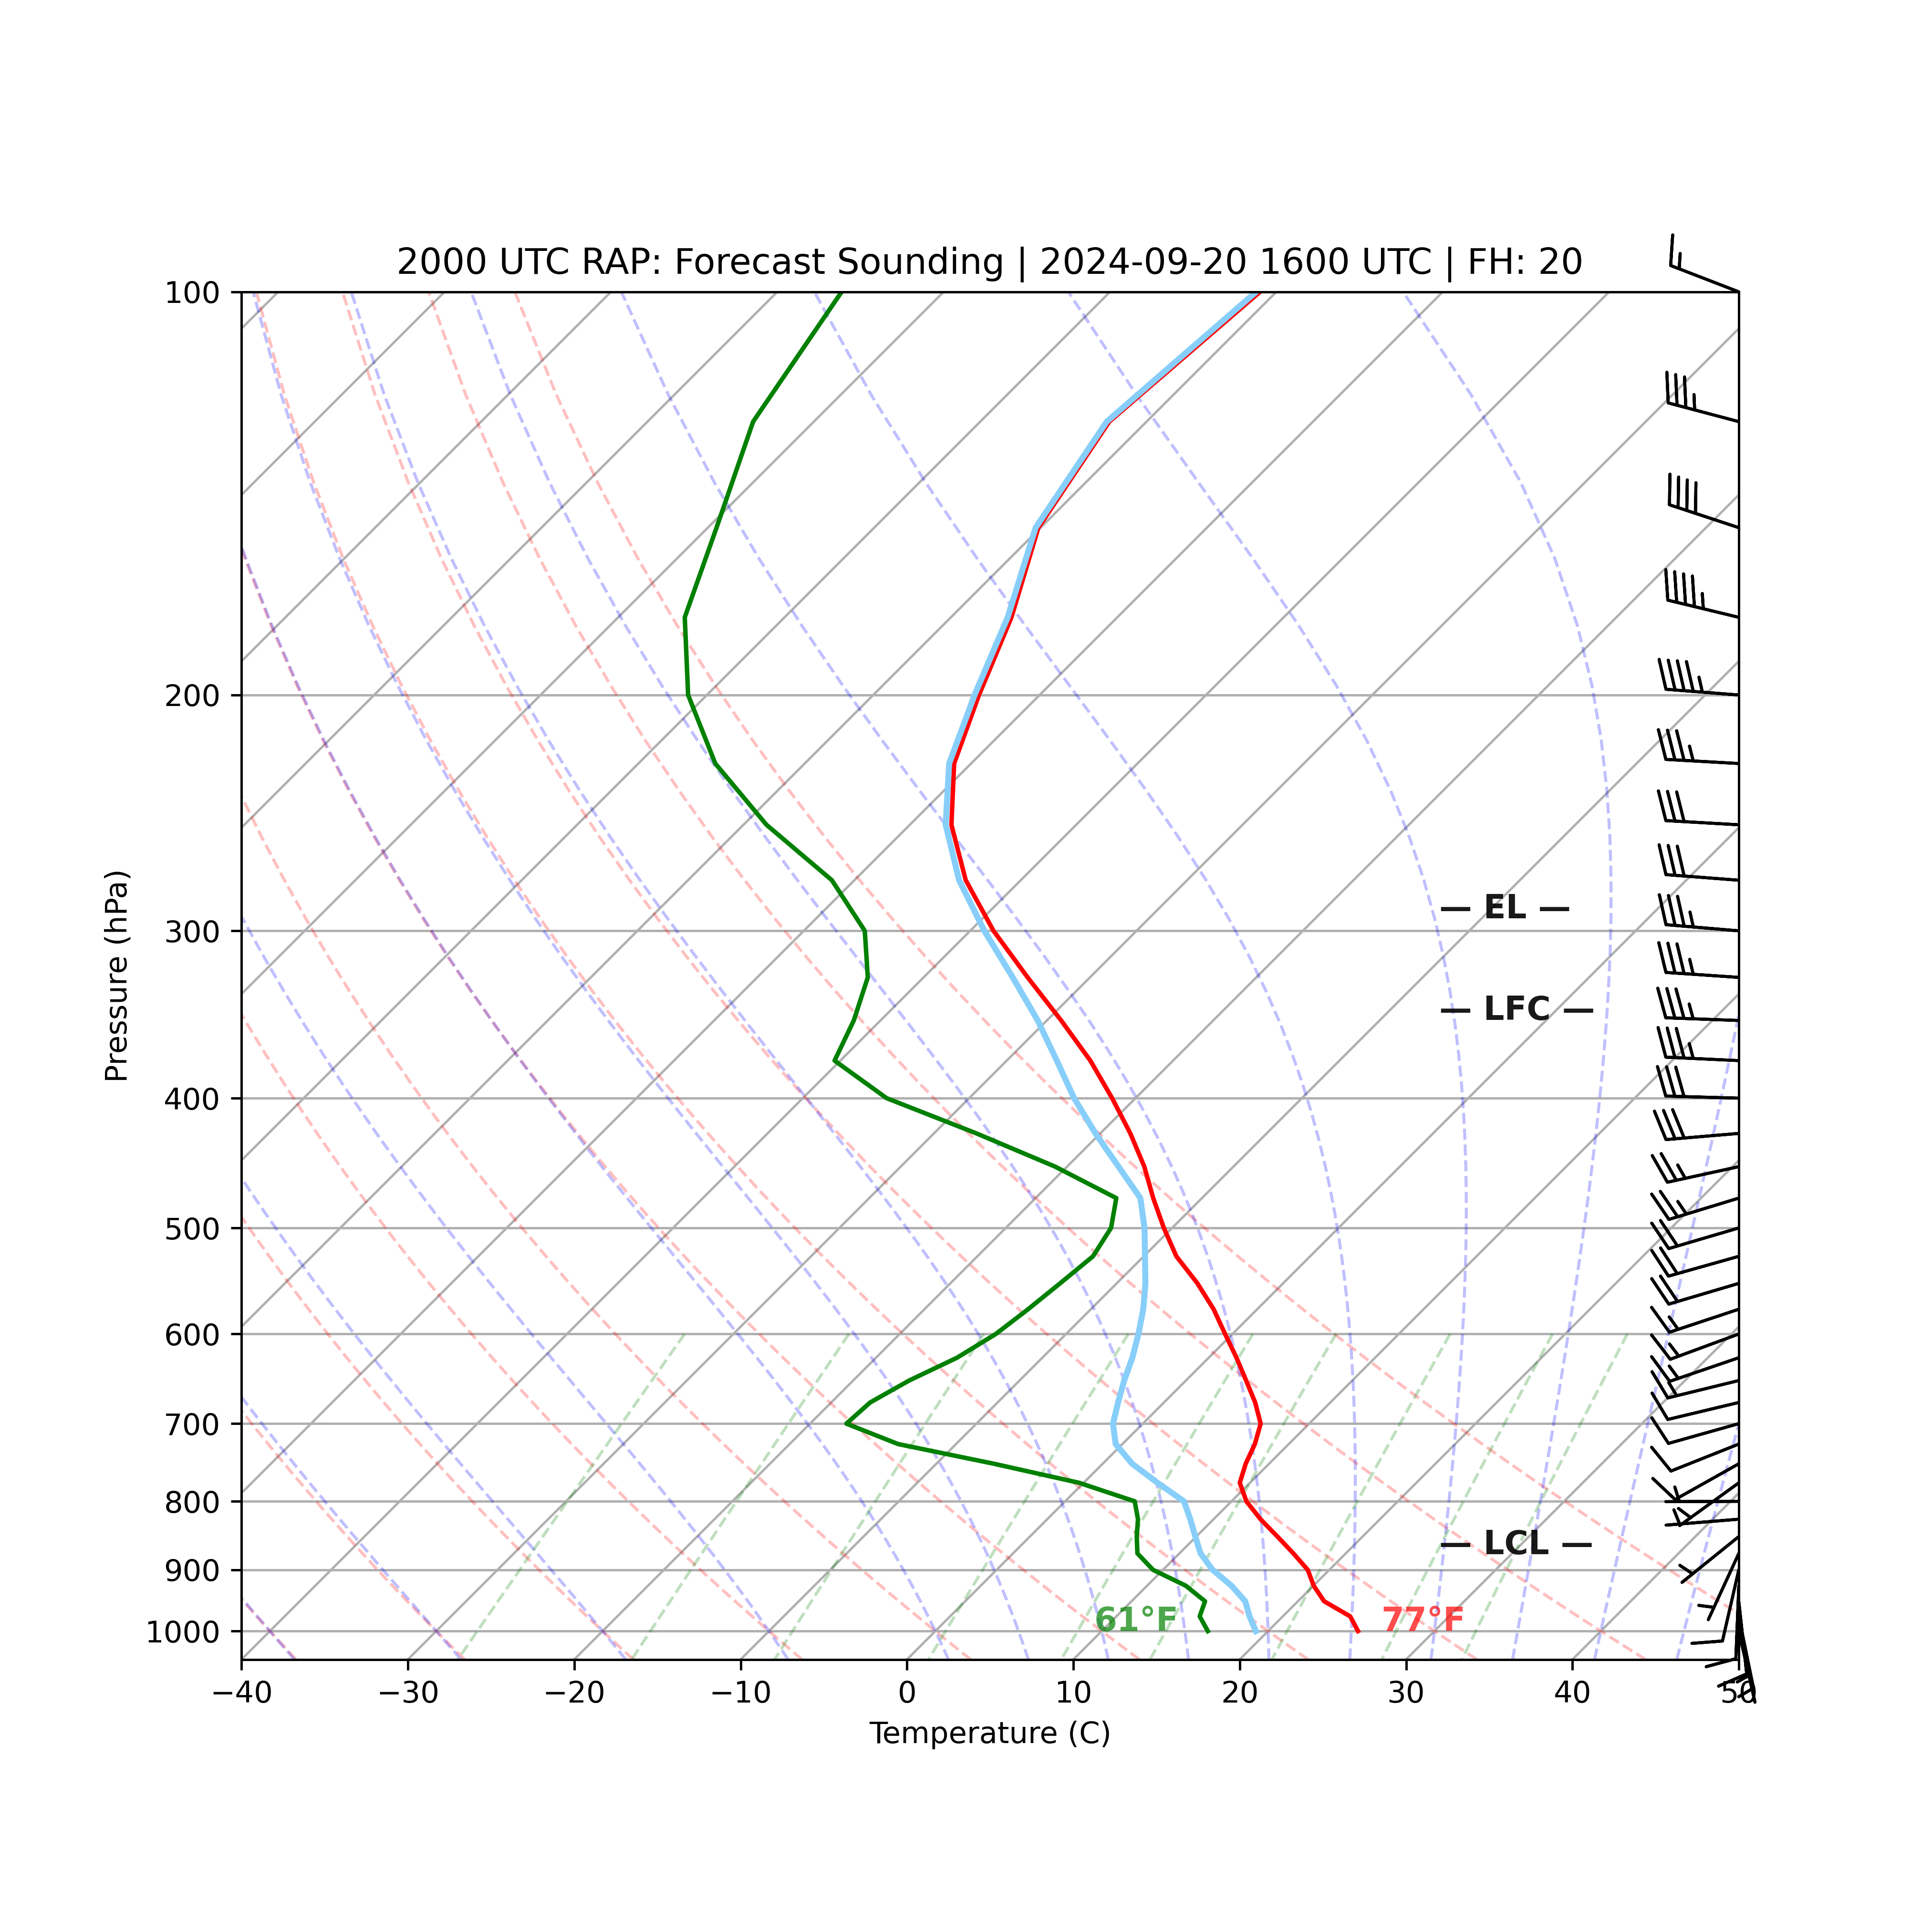 2000 UTC RAP: Forecast Sounding | 2024-09-20 1600 UTC | FH: 20
100
200
— EL —
300
— LFC —
Pressure (hPa)
400
500
600
700
800
— LCL —
900
61°F 77°F
1000
−40 −30 −20 −10 0 10 20 30 40 50
Temperature (C)